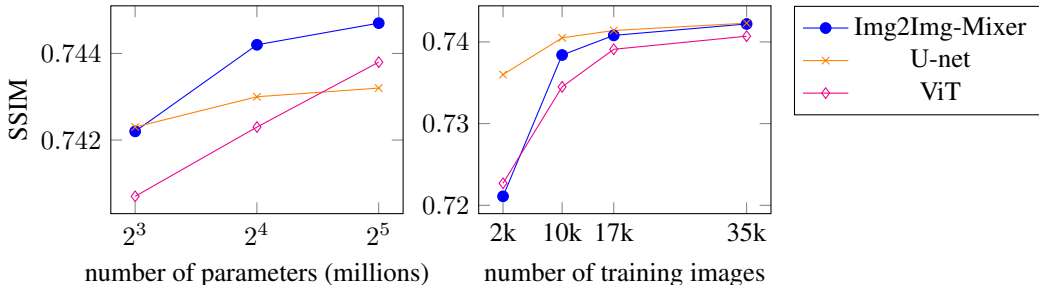 SSIM
0.744
0.742
2^3
2^4
2^5
number of parameters (millions)
0.74
0.73
0.72
2k
10k
17k
35k
number of training images
Img2Img-Mixer
U-net
ViT